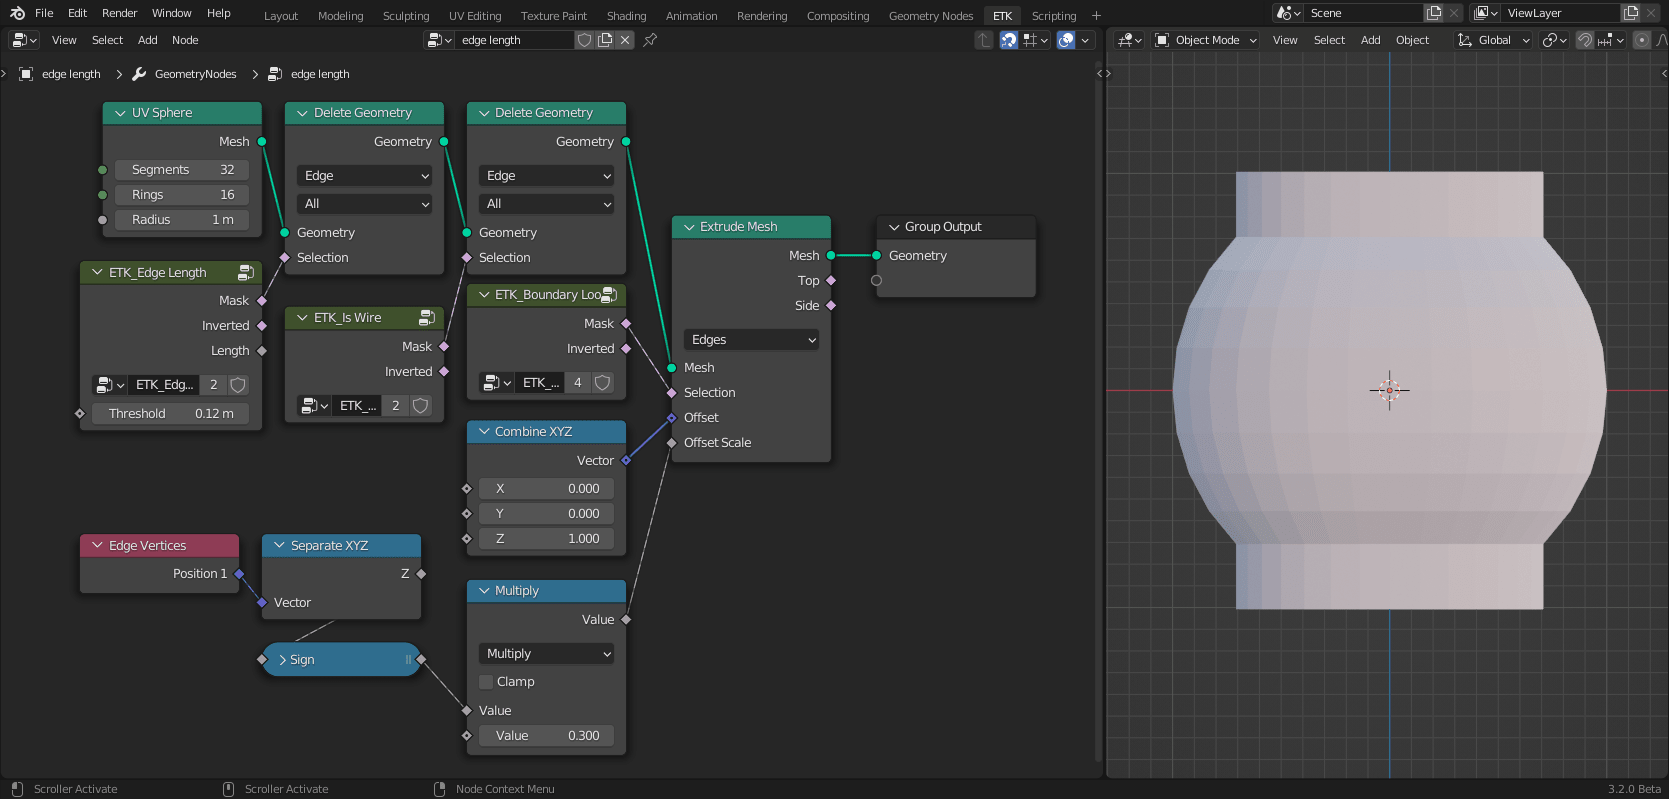 File Edit Render Window Help Layout Modeling Sculpting UV Editing Texture Paint Shading Animation Rendering Compositing Geometry Nodes ETK Scripting + Scene ViewLayer
View Select Add Node edge length Object Mode View Select Add Object Global
edge length > GeometryNodes > edge length
UV Sphere
Mesh
Segments 32
Rings 16
Radius 1 m
Delete Geometry
Geometry
Edge
All
Geometry
Selection
Delete Geometry
Geometry
Edge
All
Geometry
Selection
ETK_Edge Length
Mask
Inverted
Length
ETK_Edg... 2
Threshold 0.12 m
ETK_Is Wire
Mask
Inverted
ETK_... 2
ETK_Boundary Loo
Mask
Inverted
ETK_... 4
Extrude Mesh
Mesh
Top
Side
Edges
Mesh
Selection
Offset
Offset Scale
Group Output
Geometry
Combine XYZ
Vector
X 0.000
Y 0.000
Z 1.000
Edge Vertices
Position 1
Separate XYZ
Z
Vector
Sign
Multiply
Value
Multiply
Clamp
Value
Value 0.300
Scroller Activate Scroller Activate Node Context Menu 3.2.0 Beta